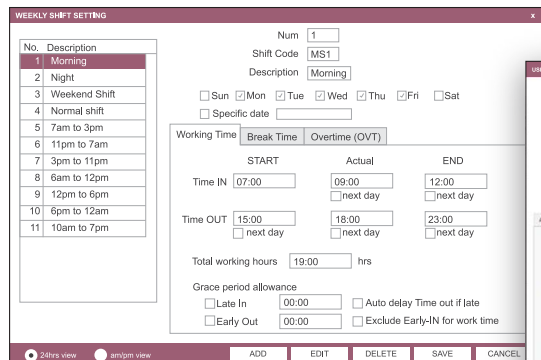 WEEKLY SHIFT SETTING x
Num 1
Shift Code MS1
Description Morning
No. Description
1 Morning
2 Night
3 Weekend Shift
4 Normal shift
5 7am to 3pm
6 11pm to 7am
7 3pm to 11pm
8 6am to 12pm
9 12pm to 6pm
10 6pm to 12am
11 10am to 7pm
Sun Mon Tue Wed Thu Fri Sat
Specific date
Working Time Break Time Overtime (OVT)
START Actual END
Time IN 07:00 09:00 12:00
next day next day
Time OUT 15:00 18:00 23:00
next day next day next day
Total working hours 19:00 hrs
Grace period allowance
Late In 00:00 Auto delay Time out if late
Early Out 00:00 Exclude Early-IN for work time
24hrs view am/pm view ADD EDIT DELETE SAVE CANCEL